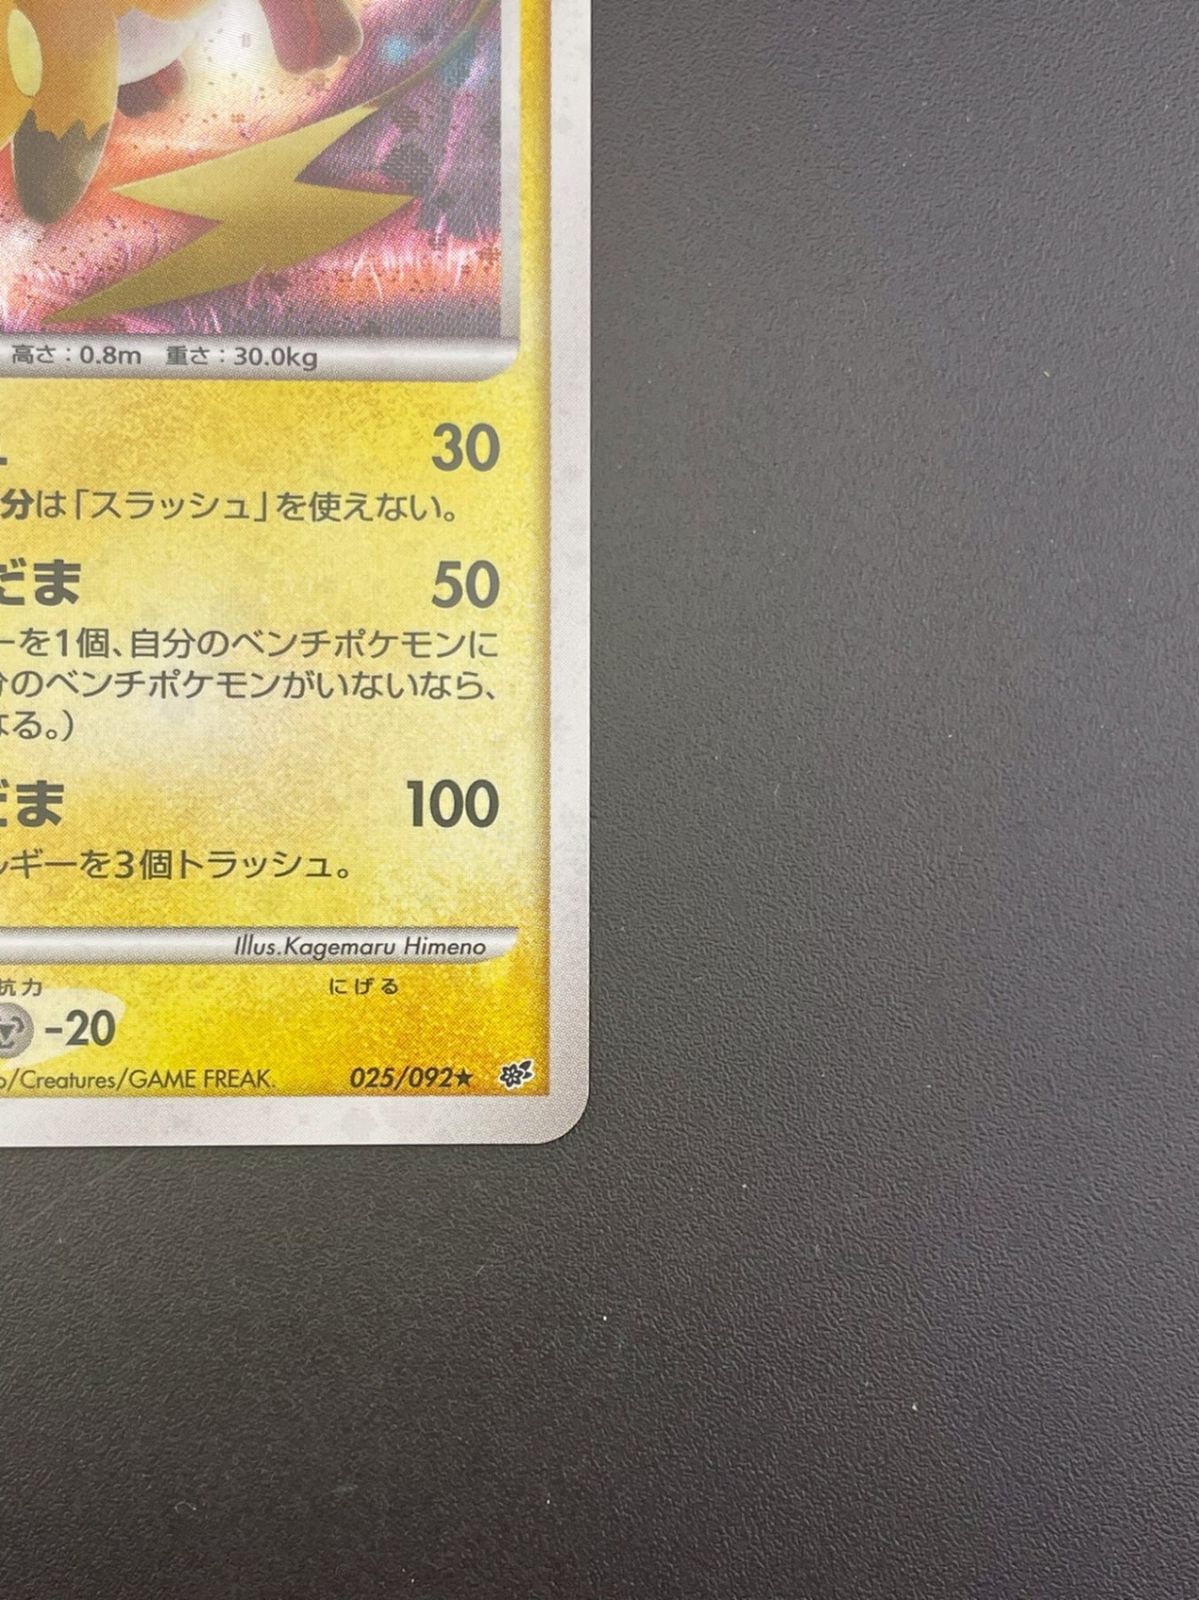 高さ：0.8m 重さ：30.0kg
30
分は「スラッシュ」を使えない。
だま 50
ーを1個、自分のベンチポケモンに
のベンチポケモンがいないなら、
なる。）
だま 100
ルギーを3個トラッシュ。
Illus.Kagemaru Himeno
抗力 にげる
-20
/Creatures/GAME FREAK. 025/092★